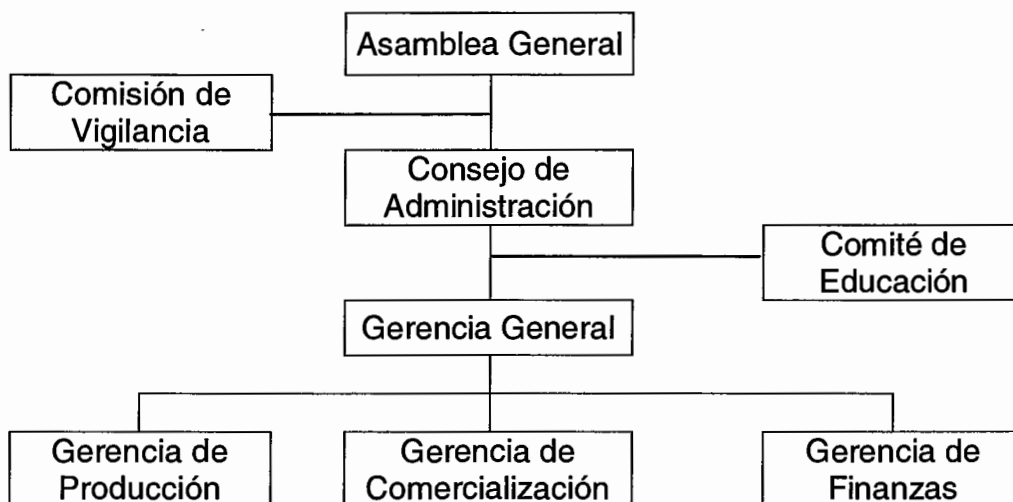 Asamblea General
Comisión de
Vigilancia
Consejo de
Administración
Comité de
Educación
Gerencia General
Gerencia de
Producción
Gerencia de
Comercialización
Gerencia de
Finanzas